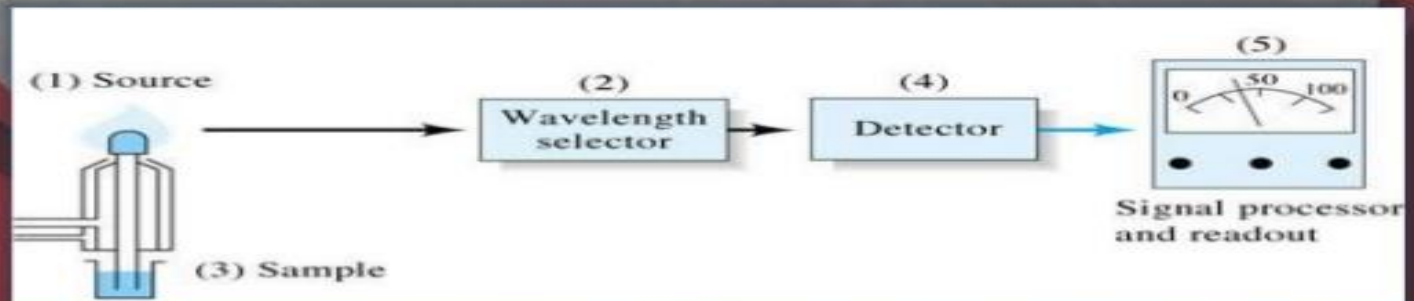 (1) Source
(2)
Wavelength
selector
(3) Sample
(4)
Detector
(5)
0 50 100
Signal processor
and readout